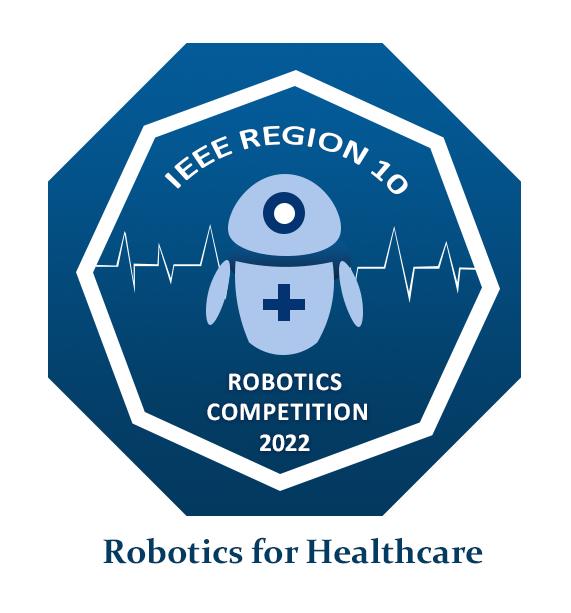 IEEE REGION 10
ROBOTICS
COMPETITION
2022
Robotics for Healthcare